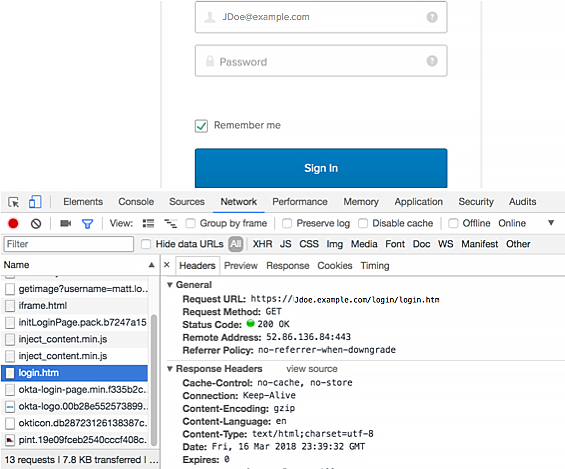 JDoe@example.com
Password
Remember me
Sign In
Elements Console Sources Network Performance Memory Application Security Audits
View: Group by frame Preserve log Disable cache Offline Online
Filter Hide data URLs All XHR JS CSS Img Media Font Doc WS Manifest Other
Name
Headers Preview Response Cookies Timing
getimage?username=matt.lo...
iframe.html
initLoginPage.pack.b7247a15
inject_content.min.js
inject_content.min.js
login.htm
okta-login-page.min.f335b2c...
okta-logo.00b28e552573899...
okticon.db28723126138387c...
pint.19e09fceb2540cccf408c...
13 requests | 7.8 KB transferred | ...
General
Request URL: https://Jdoe.example.com/login/login.htm
Request Method: GET
Status Code: 200 OK
Remote Address: 52.86.136.84:443
Referrer Policy: no-referrer-when-downgrade
Response Headers view source
Cache-Control: no-cache, no-store
Connection: Keep-Alive
Content-Encoding: gzip
Content-Language: en
Content-Type: text/html;charset=utf-8
Date: Fri, 16 Mar 2018 23:39:32 GMT
Expires: 0